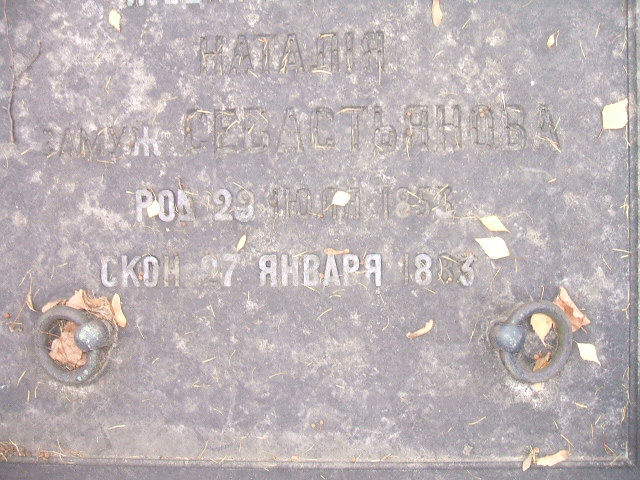 НАТАЛІЯ
ЗАМУЖ СЕВАСТЬЯНОВА
РОД 29 ІЮЛЯ
СКОН 27 ЯНВАРЯ